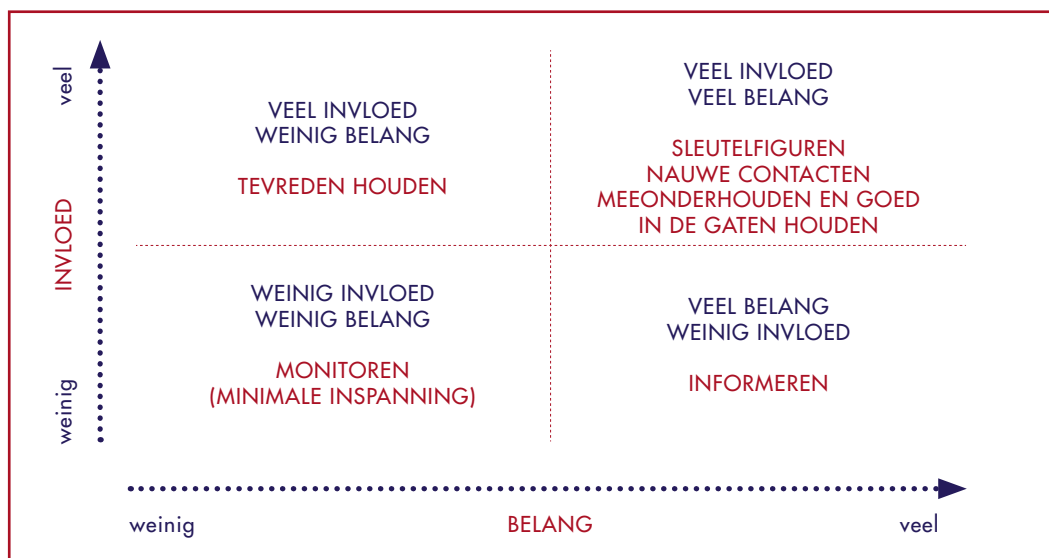 veel
INVLOED
weinig
VEEL INVLOED
WEINIG BELANG
TEVREDEN HOUDEN
VEEL INVLOED
VEEL BELANG
SLEUTELFIGUREN
NAUWE CONTACTEN
MEEONDERHOUDEN EN GOED
IN DE GATEN HOUDEN
WEINIG INVLOED
WEINIG BELANG
MONITOREN
(MINIMALE INSPANNING)
VEEL BELANG
WEINIG INVLOED
INFORMEREN
weinig
BELANG
veel